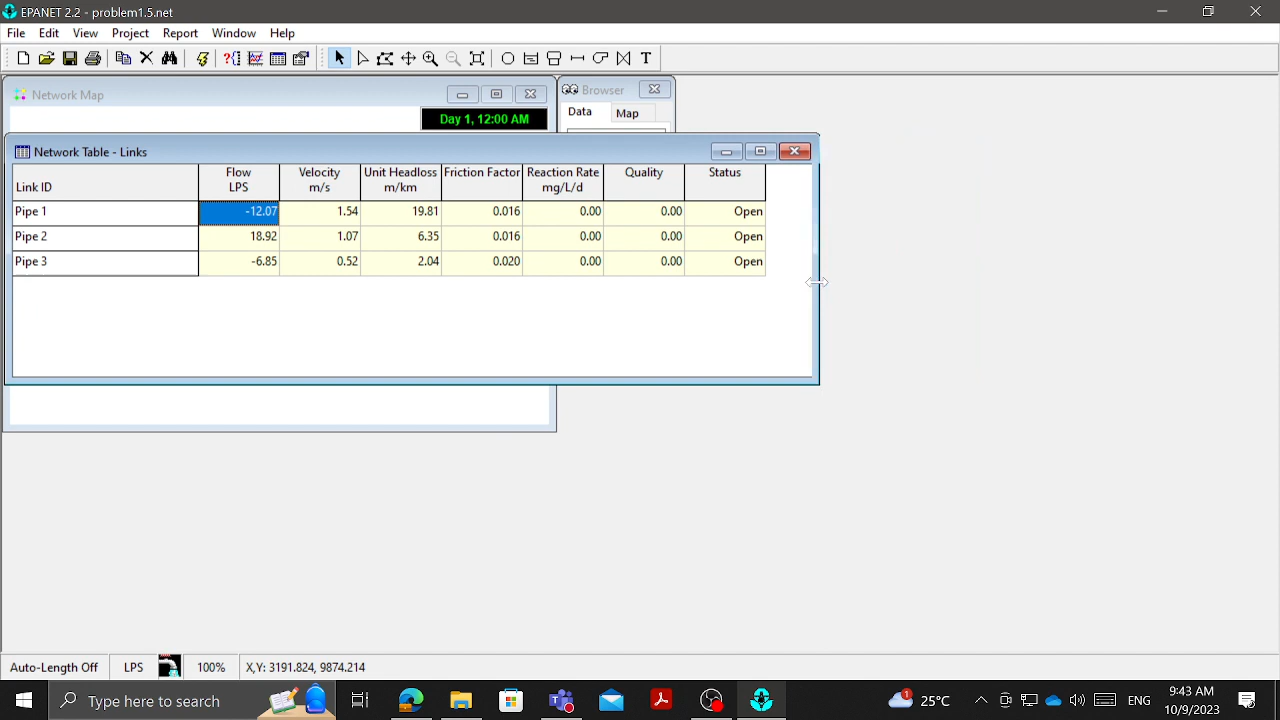 EPANET 2.2 - problem1.5.net
File Edit View Project Report Window Help
T
Network Map
Browser
Day 1, 12:00 AM
Data Map
Network Table - Links
Link ID Flow LPS Velocity m/s Unit Headloss m/km Friction Factor Reaction Rate mg/L/d Quality Status
Pipe 1 -12.07 1.54 19.81 0.016 0.00 0.00 Open
Pipe 2 18.92 1.07 6.35 0.016 0.00 0.00 Open
Pipe 3 -6.85 0.52 2.04 0.020 0.00 0.00 Open
Auto-Length Off LPS 100% X,Y: 3191.824, 9874.214
Type here to search
1 25°C ENG 9:43 AM
10/9/2023